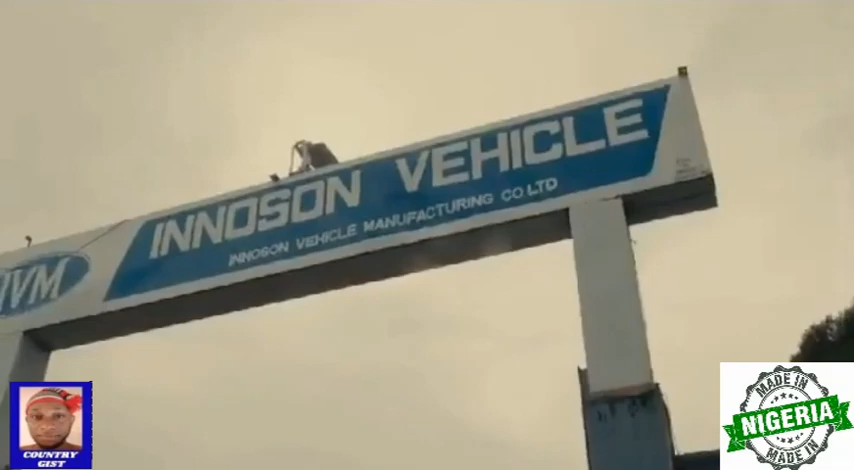 INNOSON VEHICLE
INNOSON VEHICLE MANUFACTURING CO LTD
IVM
COUNTRY
GIST
MADE IN
NIGERIA
MADE IN